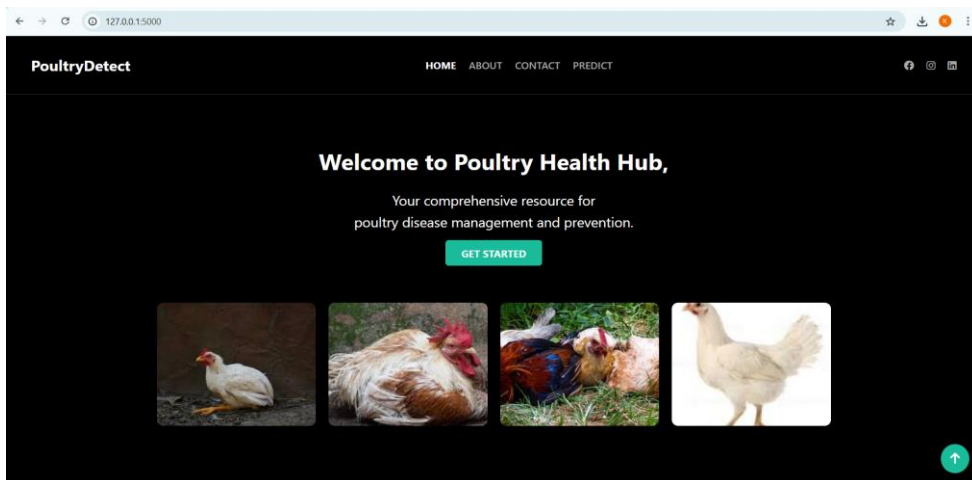 127.0.0.1:5000
K
PoultryDetect
HOME ABOUT CONTACT PREDICT
Welcome to Poultry Health Hub,
Your comprehensive resource for
poultry disease management and prevention.
GET STARTED